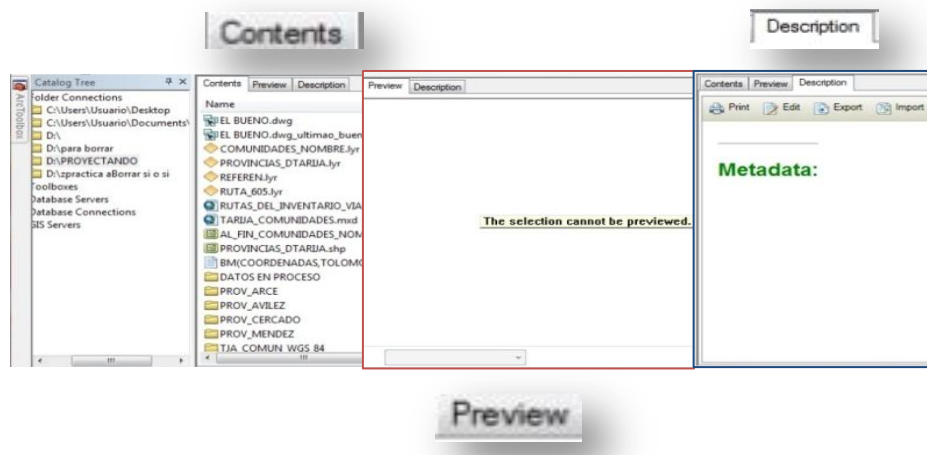 Contents
Description
ArcToolbox
Catalog Tree
Folder Connections
C:\Users\Usuario\Desktop
C:\Users\Usuario\Documents\
D:\
D:\para borrar
D:\PROYECTANDO
D:\zpractica aBorrar si o si
Toolboxes
Database Servers
Database Connections
GIS Servers
Contents Preview Description
Name
EL BUENO.dwg
EL BUENO.dwg_ultimao_buen
COMUNIDADES_NOMBRE.lyr
PROVINCIAS_DTARIJA.lyr
REFEREN.lyr
RUTA_605.lyr
RUTAS_DEL_INVENTARIO_VIA
TARIJA_COMUNIDADES.mxd
AL_FIN_COMUNIDADES_NOM
PROVINCIAS_DTARIJA.shp
BM(COORDENADAS,TOLOMO
DATOS EN PROCESO
PROV_ARCE
PROV_AVILEZ
PROV_CERCADO
PROV_MENDEZ
TJA_COMUN_WGS_84
Preview Description
The selection cannot be previewed.
Contents Preview Description
Print Edit Export Import
Metadata:
Preview